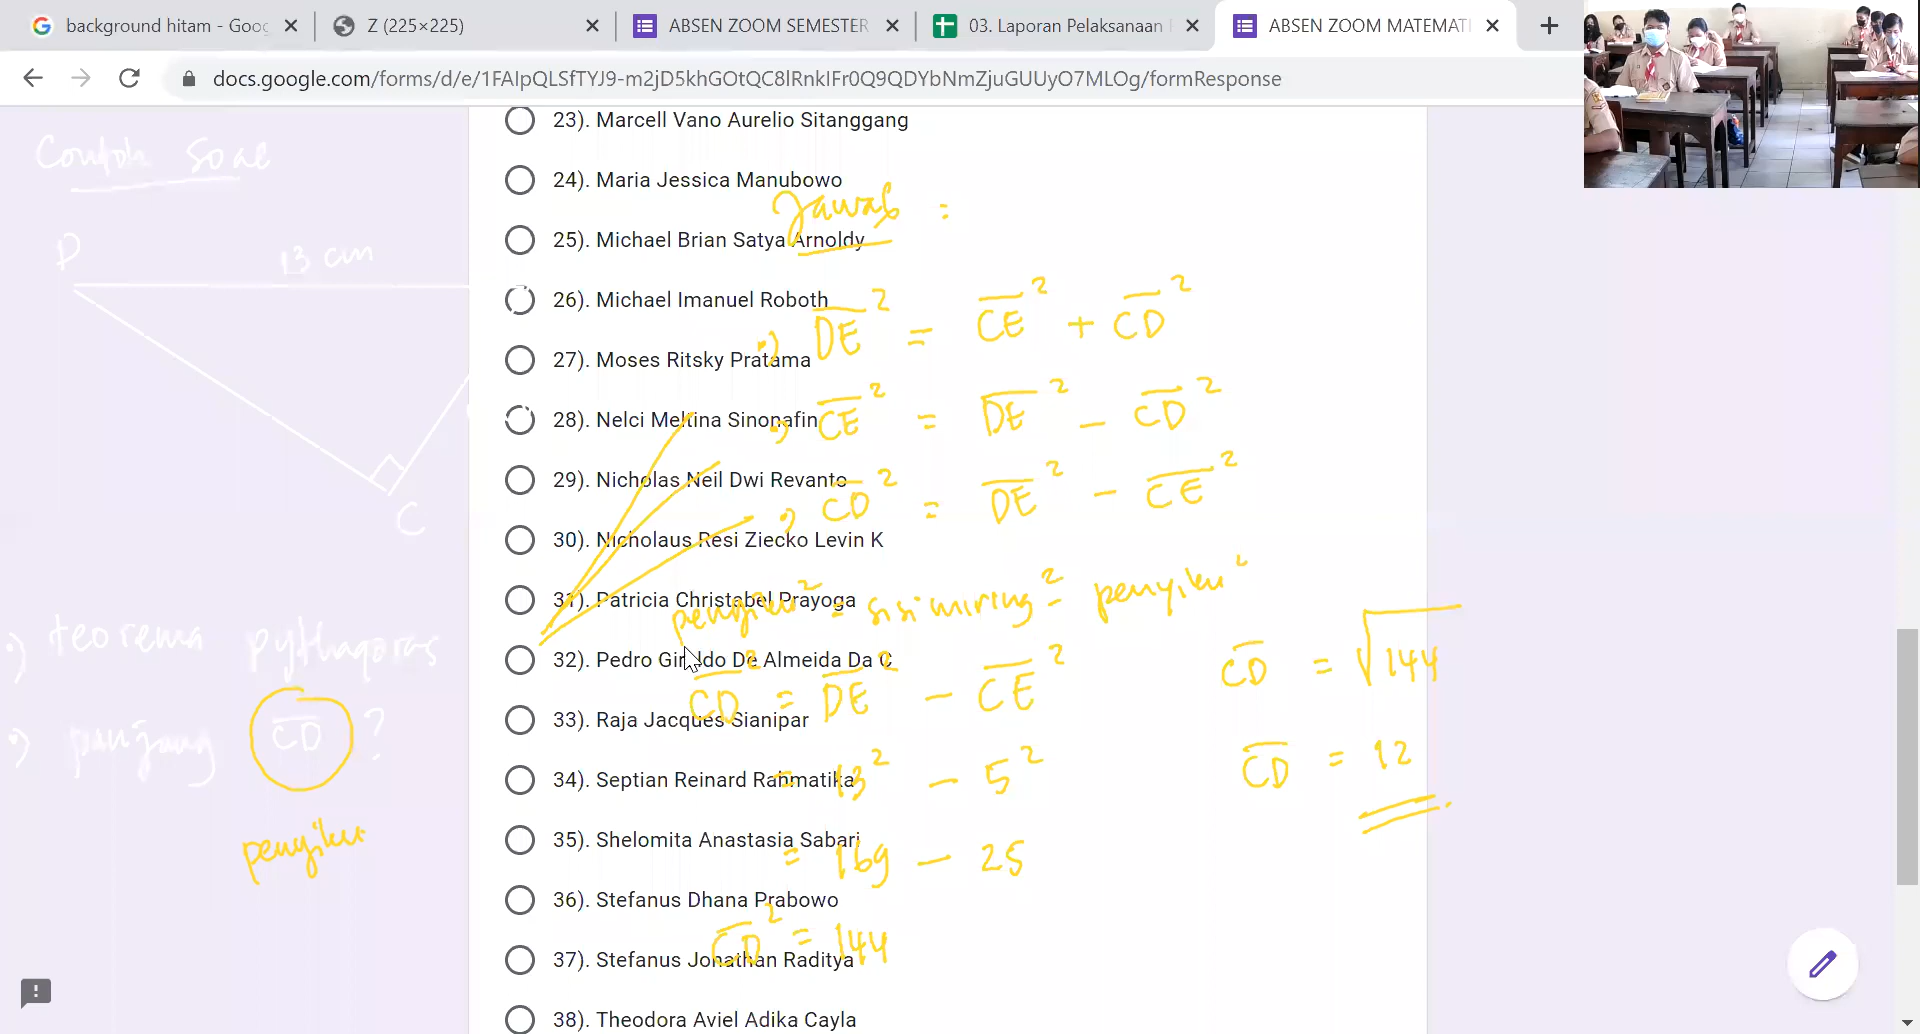 background hitam - Goog
Z (225×225)
ABSEN ZOOM SEMESTER
03. Laporan Pelaksanaan
ABSEN ZOOM MATEMATI
docs.google.com/forms/d/e/1FAIpQLSfTYJ9-m2jD5khGOtQC8lRnkIFr0Q9QDYbNmZjuGUUyO7MLOg/formResponse
Contoh soal
D
13 cm
C
•) teorema pythagoras
•) panjang CD ?
penyiku
23). Marcell Vano Aurelio Sitanggang
24). Maria Jessica Manubowo
25). Michael Brian Satya Arnoldy
26). Michael Imanuel Roboth
27). Moses Ritsky Pratama
28). Nelci Meltina Sinonafin
29). Nicholas Neil Dwi Revanto
30). Nicholaus Resi Ziecko Levin K
31). Patricia Christabel Prayoga
32). Pedro Giraldo De Almeida Da C
33). Raja Jacques Sianipar
34). Septian Reinard Rahmatika
35). Shelomita Anastasia Sabari
36). Stefanus Dhana Prabowo
37). Stefanus Jonathan Raditya
38). Theodora Aviel Adika Cayla
Jawab :
•) DE² = CE² + CD²
•) CE² = DE² - CD²
•) CD² = DE² - CE²
penyiku² = sisi miring² - penyiku²
CD² = DE² - CE²
= 13² - 5²
= 169 - 25
CD² = 144
CD = √144
CD = 12